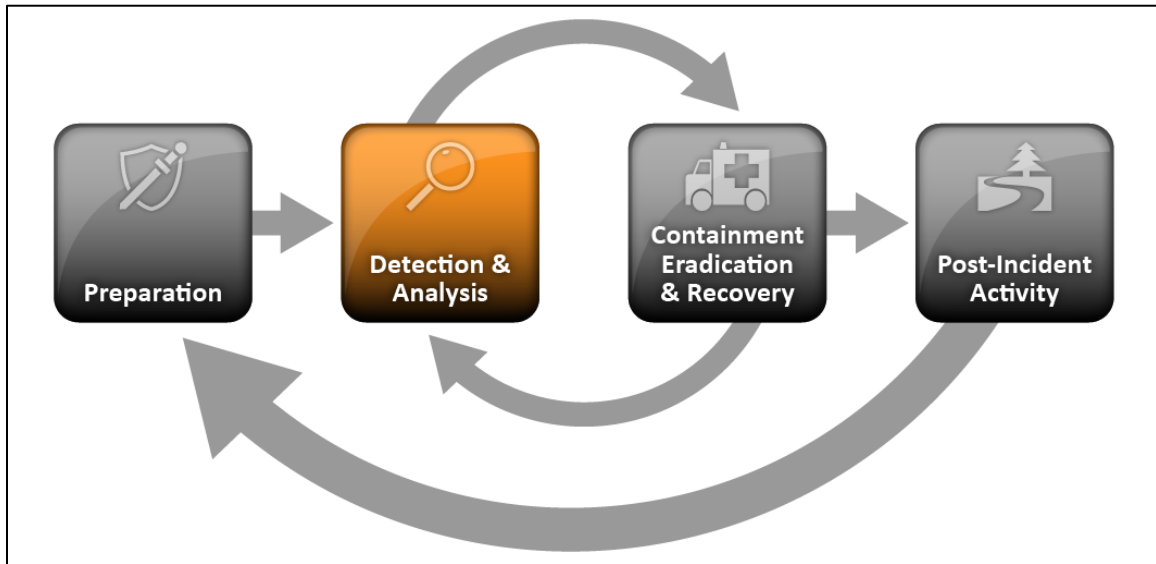 Preparation
Detection &
Analysis
Containment
Eradication
& Recovery
Post-Incident
Activity